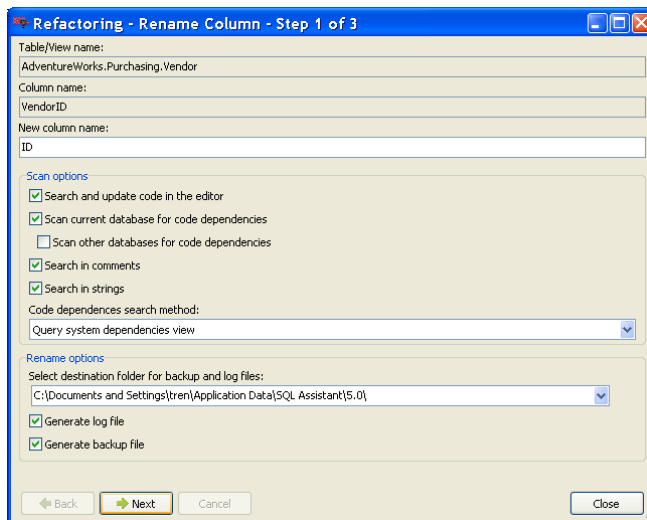 Refactoring - Rename Column - Step 1 of 3
Table/View name:
AdventureWorks.Purchasing.Vendor
Column name:
VendorID
New column name:
ID
Scan options
Search and update code in the editor
Scan current database for code dependencies
Scan other databases for code dependencies
Search in comments
Search in strings
Code dependences search method:
Query system dependencies view
Rename options
Select destination folder for backup and log files:
C:\Documents and Settings\tren\Application Data\SQL Assistant\5.0\
Generate log file
Generate backup file
Back Next Cancel Close